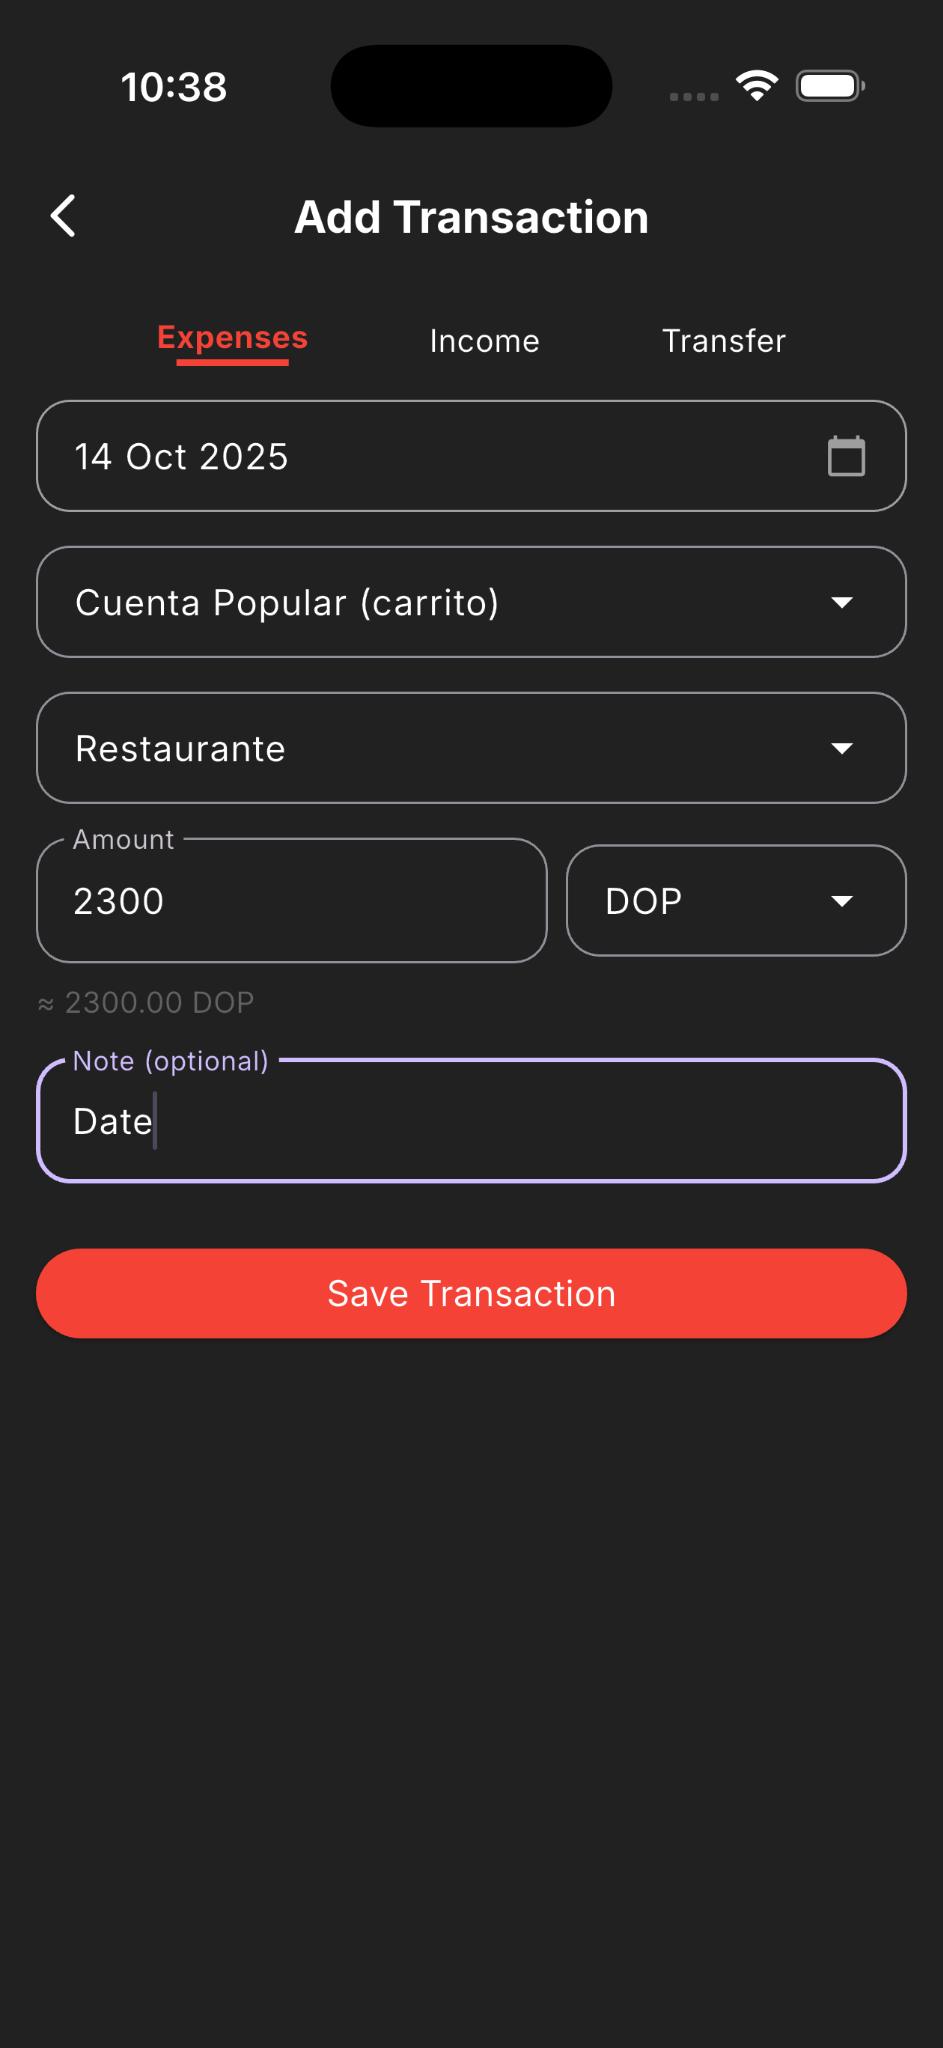 10:38
Add Transaction
Expenses Income Transfer
14 Oct 2025
Cuenta Popular (carrito)
Restaurante
Amount
2300 DOP
≈ 2300.00 DOP
Note (optional)
Date
Save Transaction